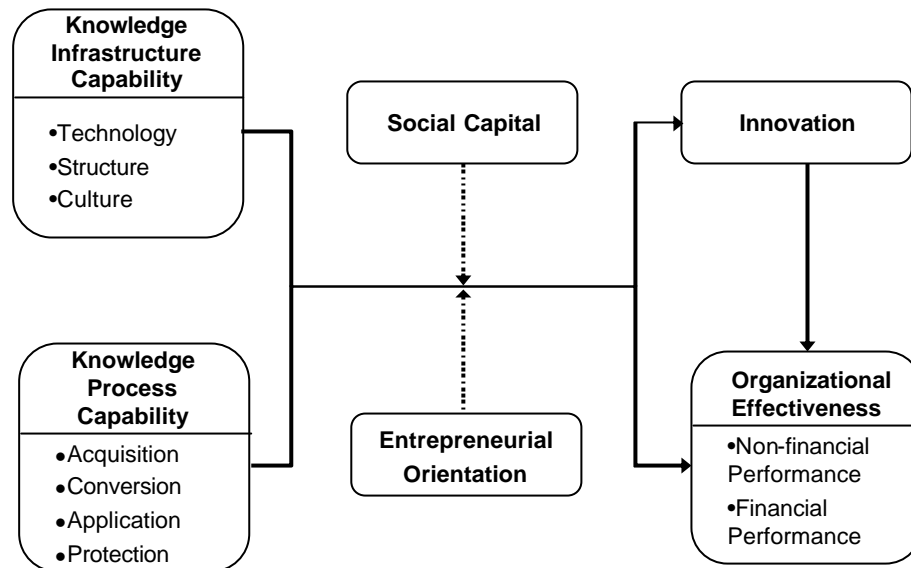 Knowledge
Infrastructure
Capability
•Technology
•Structure
•Culture
Social Capital
Innovation
Knowledge
Process
Capability
•Acquisition
•Conversion
•Application
•Protection
Entrepreneurial
Orientation
Organizational
Effectiveness
•Non-financial
Performance
•Financial
Performance